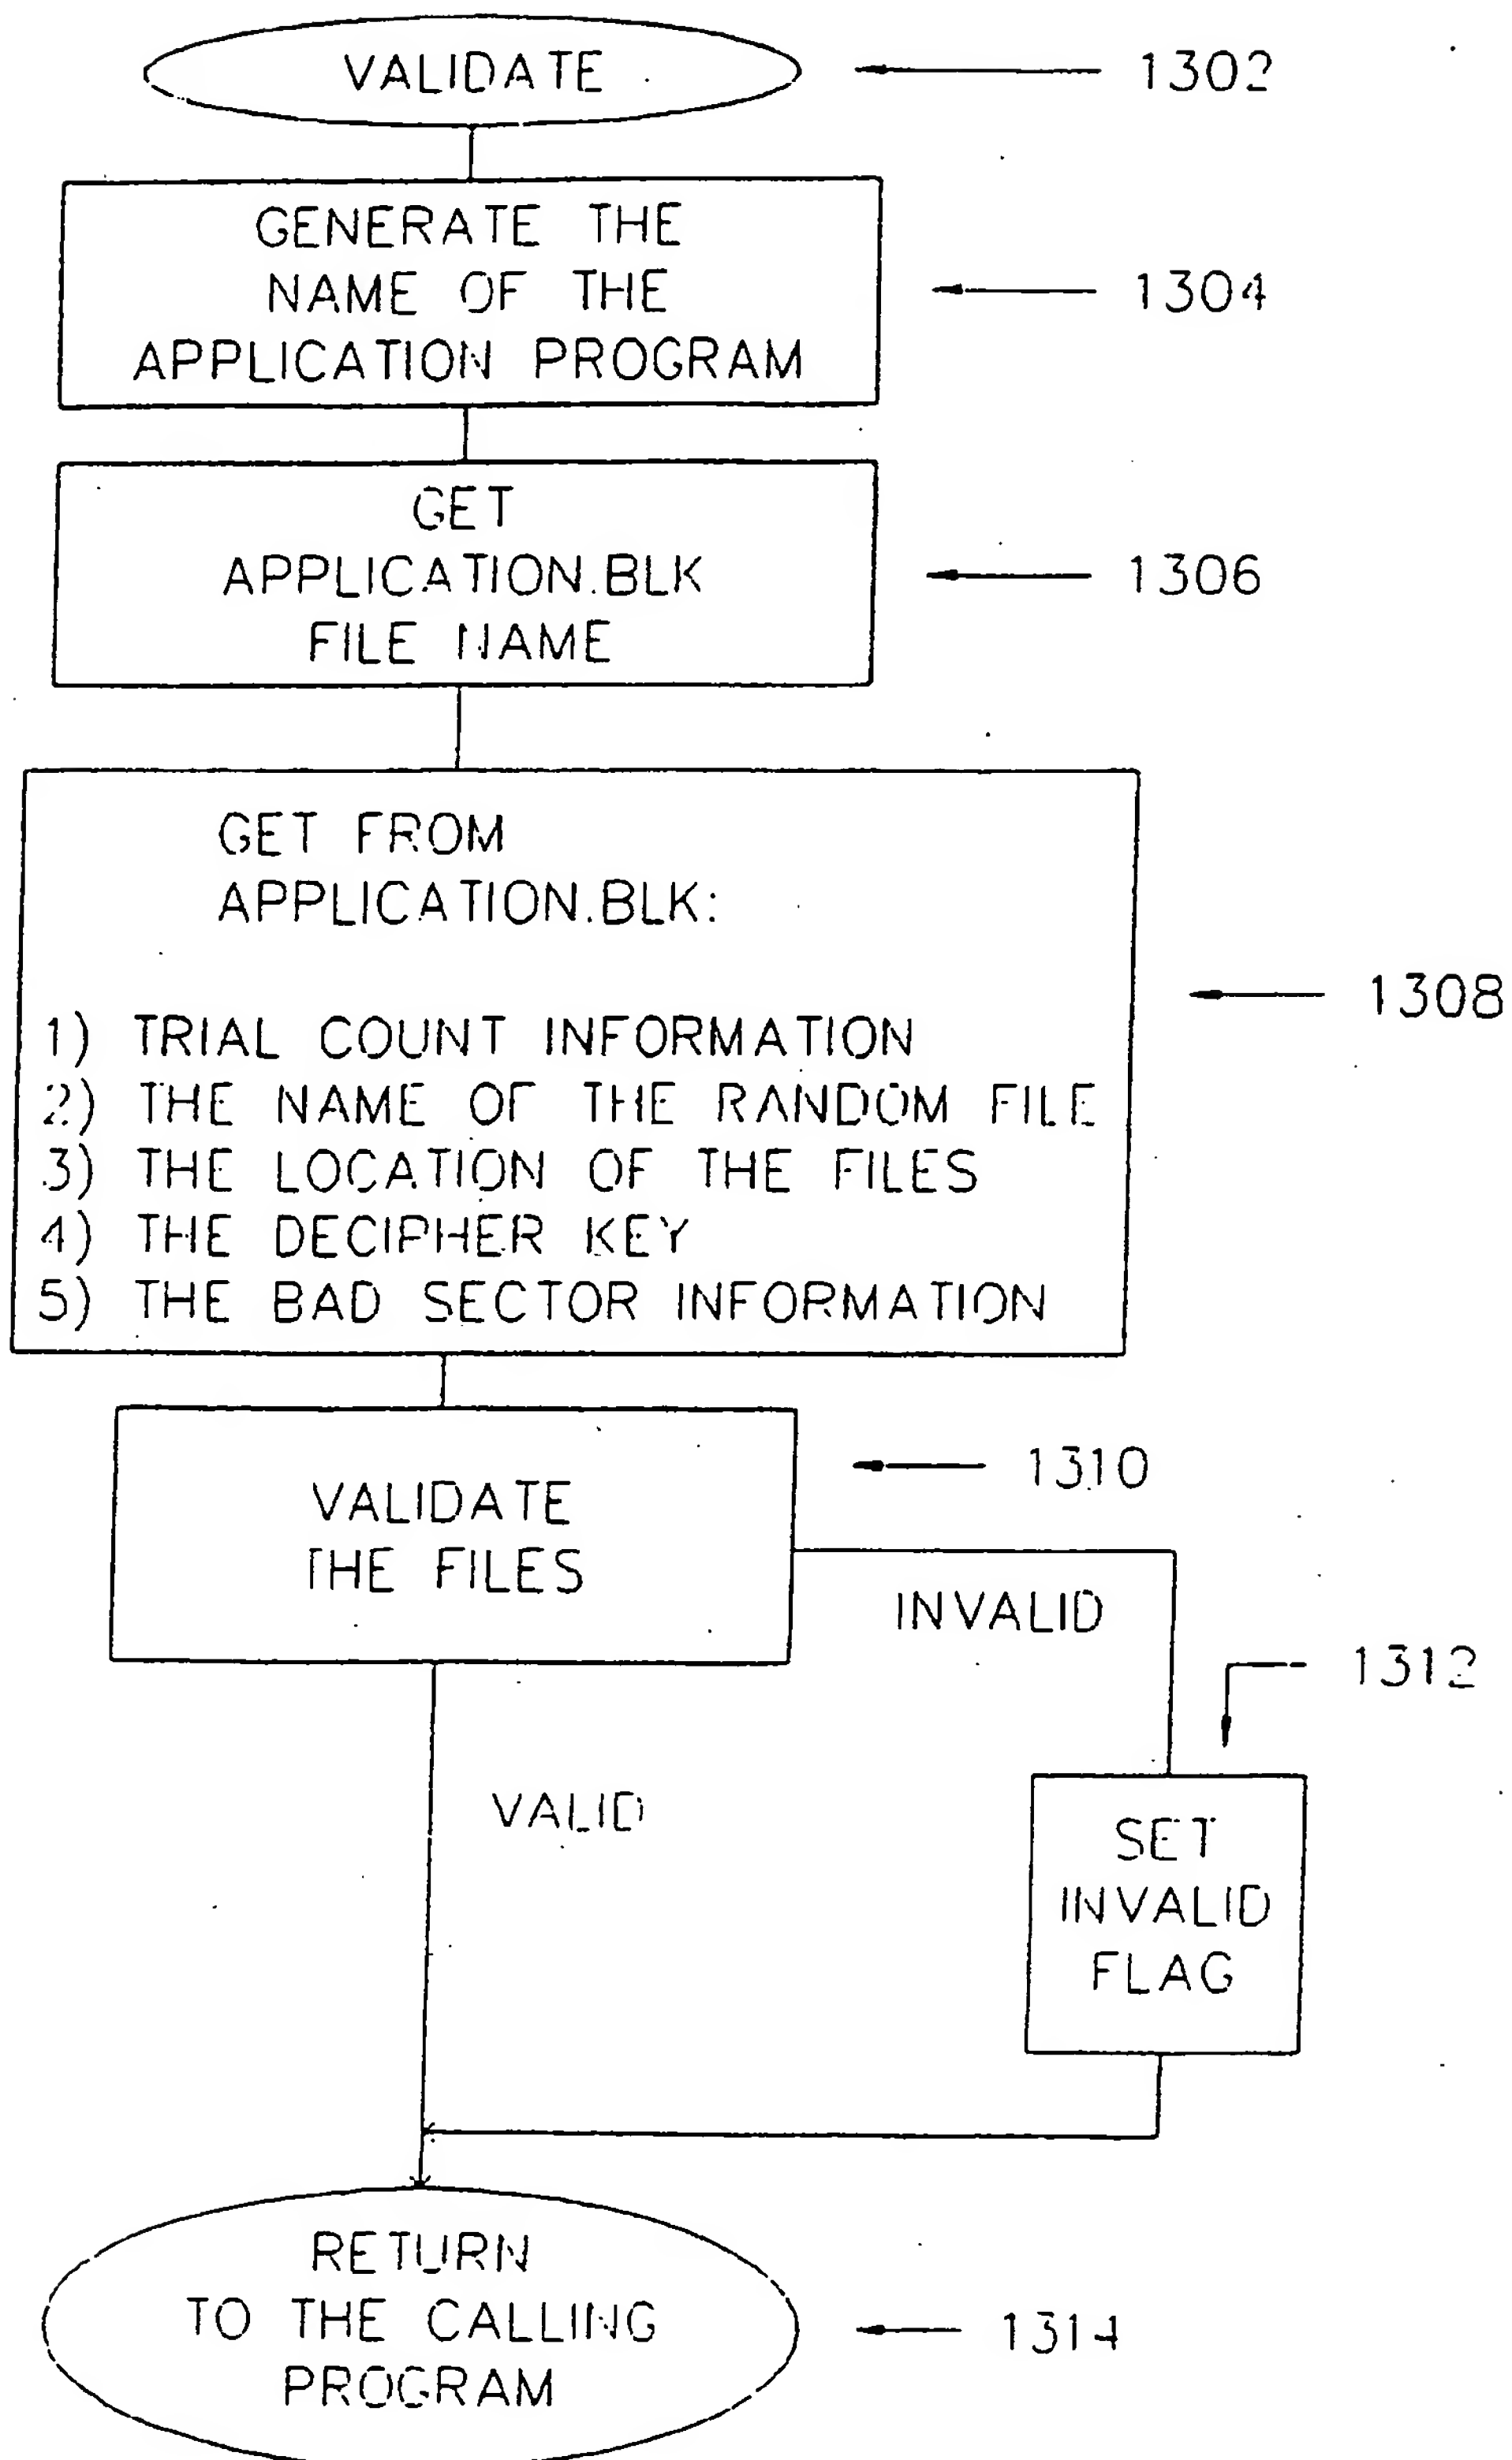 VALIDATE
1302
GENERATE THE
NAME OF THE
APPLICATION PROGRAM
1304
GET
APPLICATION.BLK
FILE NAME
1306
GET FROM
APPLICATION.BLK:
1308
1) TRIAL COUNT INFORMATION
2) THE NAME OF THE RANDOM FILE
3) THE LOCATION OF THE FILES
4) THE DECIPHER KEY
5) THE BAD SECTOR INFORMATION
1310
VALIDATE
THE FILES
INVALID
1312
VALID
SET
INVALID
FLAG
RETURN
TO THE CALLING
PROGRAM
1314